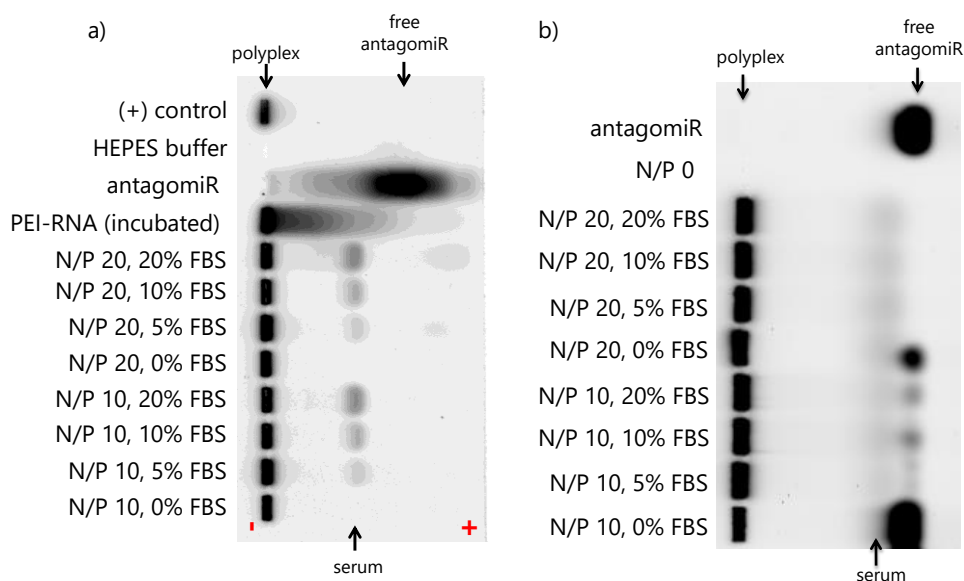 a)
free
antagomiR
polyplex
(+) control
HEPES buffer
antagomiR
PEI-RNA (incubated)
N/P 20, 20% FBS
N/P 20, 10% FBS
N/P 20, 5% FBS
N/P 20, 0% FBS
N/P 10, 20% FBS
N/P 10, 10% FBS
N/P 10, 5% FBS
N/P 10, 0% FBS
- +
serum
b)
free
antagomiR
polyplex
antagomiR
N/P 0
N/P 20, 20% FBS
N/P 20, 10% FBS
N/P 20, 5% FBS
N/P 20, 0% FBS
N/P 10, 20% FBS
N/P 10, 10% FBS
N/P 10, 5% FBS
N/P 10, 0% FBS
serum